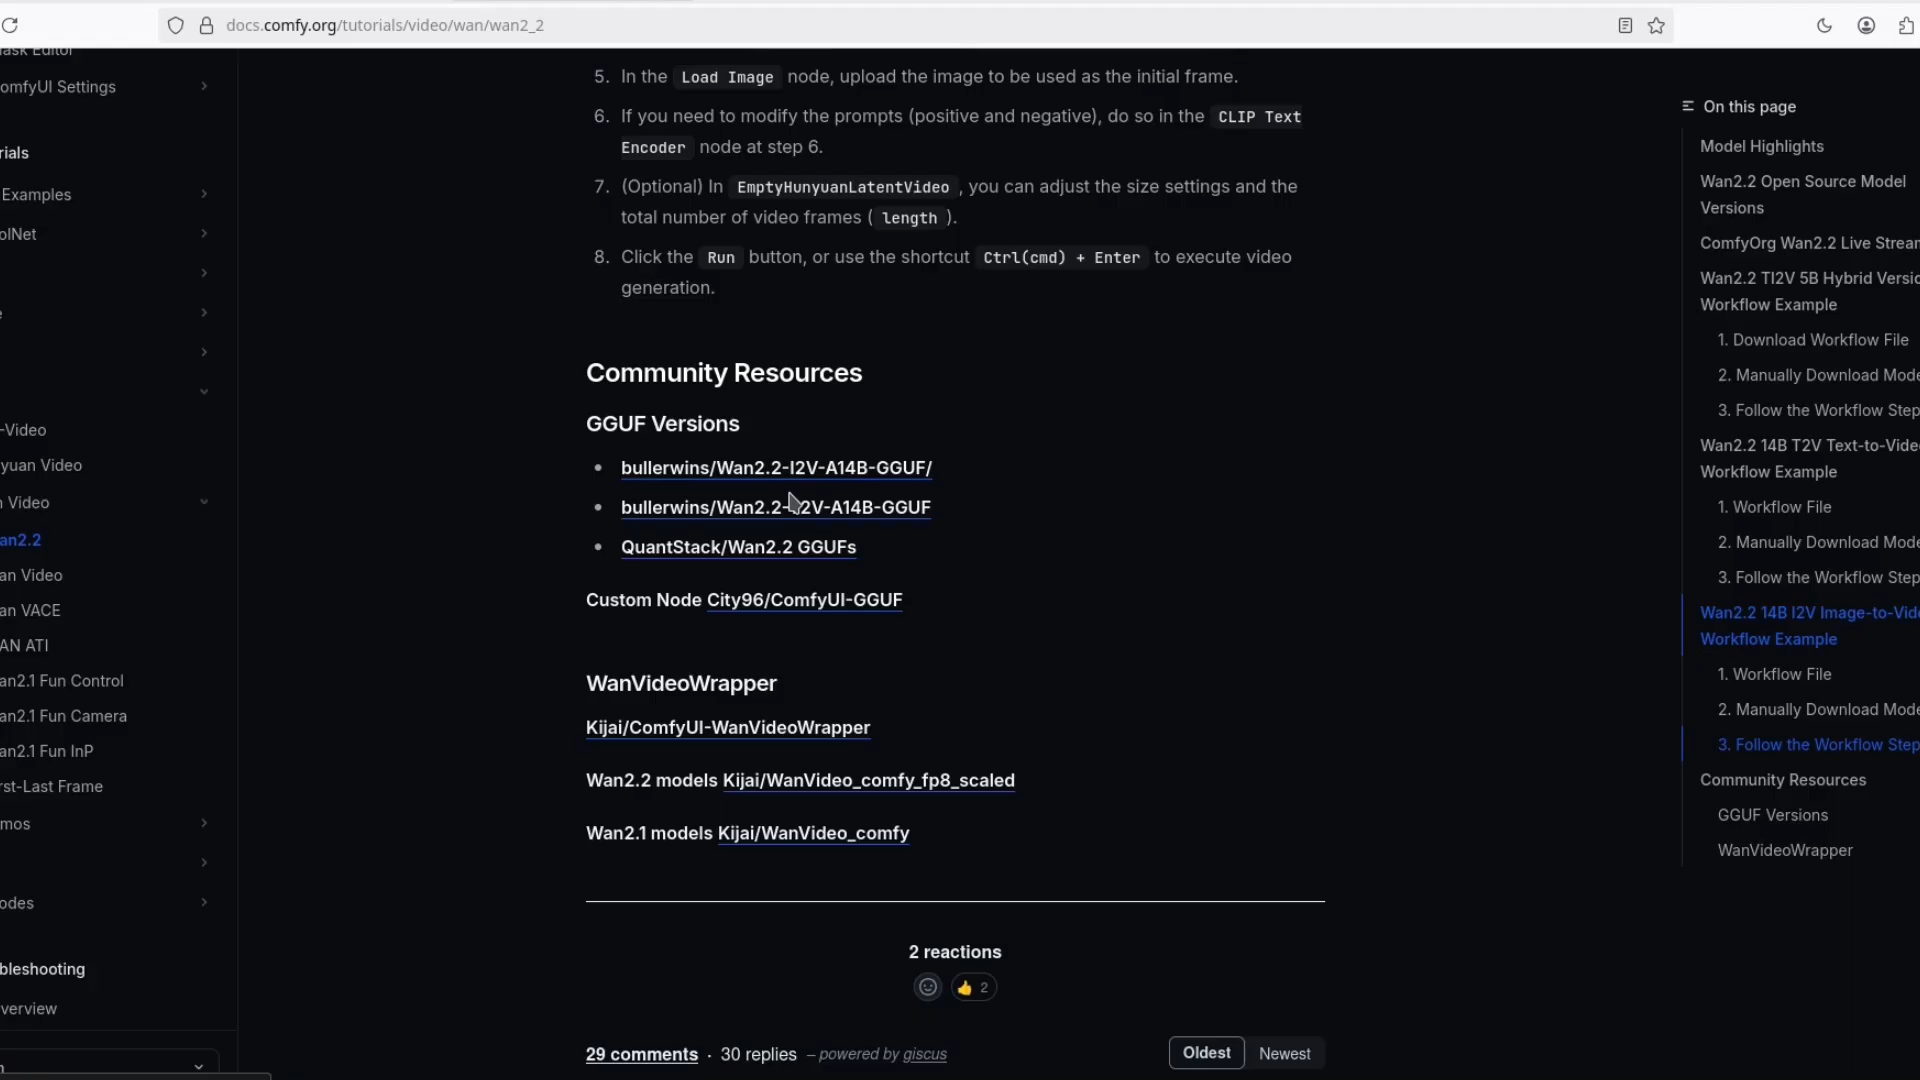 docs.comfy.org/tutorials/video/wan/wan2_2
ask Editor
omfyUI Settings
rials
Examples
olNet
e
-Video
yuan Video
n Video
an2.2
an Video
an VACE
AN ATI
an2.1 Fun Control
an2.1 Fun Camera
an2.1 Fun InP
rst-Last Frame
mos
odes
bleshooting
verview
n
5. In the Load Image node, upload the image to be used as the initial frame.
6. If you need to modify the prompts (positive and negative), do so in the CLIP Text
Encoder node at step 6.
7. (Optional) In EmptyHunyuanLatentVideo , you can adjust the size settings and the
total number of video frames ( length ).
8. Click the Run button, or use the shortcut Ctrl(cmd) + Enter to execute video
generation.
Community Resources
GGUF Versions
• bullerwins/Wan2.2-I2V-A14B-GGUF/
• bullerwins/Wan2.2- 2V-A14B-GGUF
• QuantStack/Wan2.2 GGUFs
Custom Node City96/ComfyUI-GGUF
WanVideoWrapper
Kijai/ComfyUI-WanVideoWrapper
Wan2.2 models Kijai/WanVideo_comfy_fp8_scaled
Wan2.1 models Kijai/WanVideo_comfy
2 reactions
👍 2
29 comments · 30 replies – powered by giscus
Oldest Newest
On this page
Model Highlights
Wan2.2 Open Source Model
Versions
ComfyOrg Wan2.2 Live Strean
Wan2.2 TI2V 5B Hybrid Versio
Workflow Example
1. Download Workflow File
2. Manually Download Mode
3. Follow the Workflow Step
Wan2.2 14B T2V Text-to-Video
Workflow Example
1. Workflow File
2. Manually Download Mode
3. Follow the Workflow Step
Wan2.2 14B I2V Image-to-Vid
Workflow Example
1. Workflow File
2. Manually Download Mode
3. Follow the Workflow Step
Community Resources
GGUF Versions
WanVideoWrapper